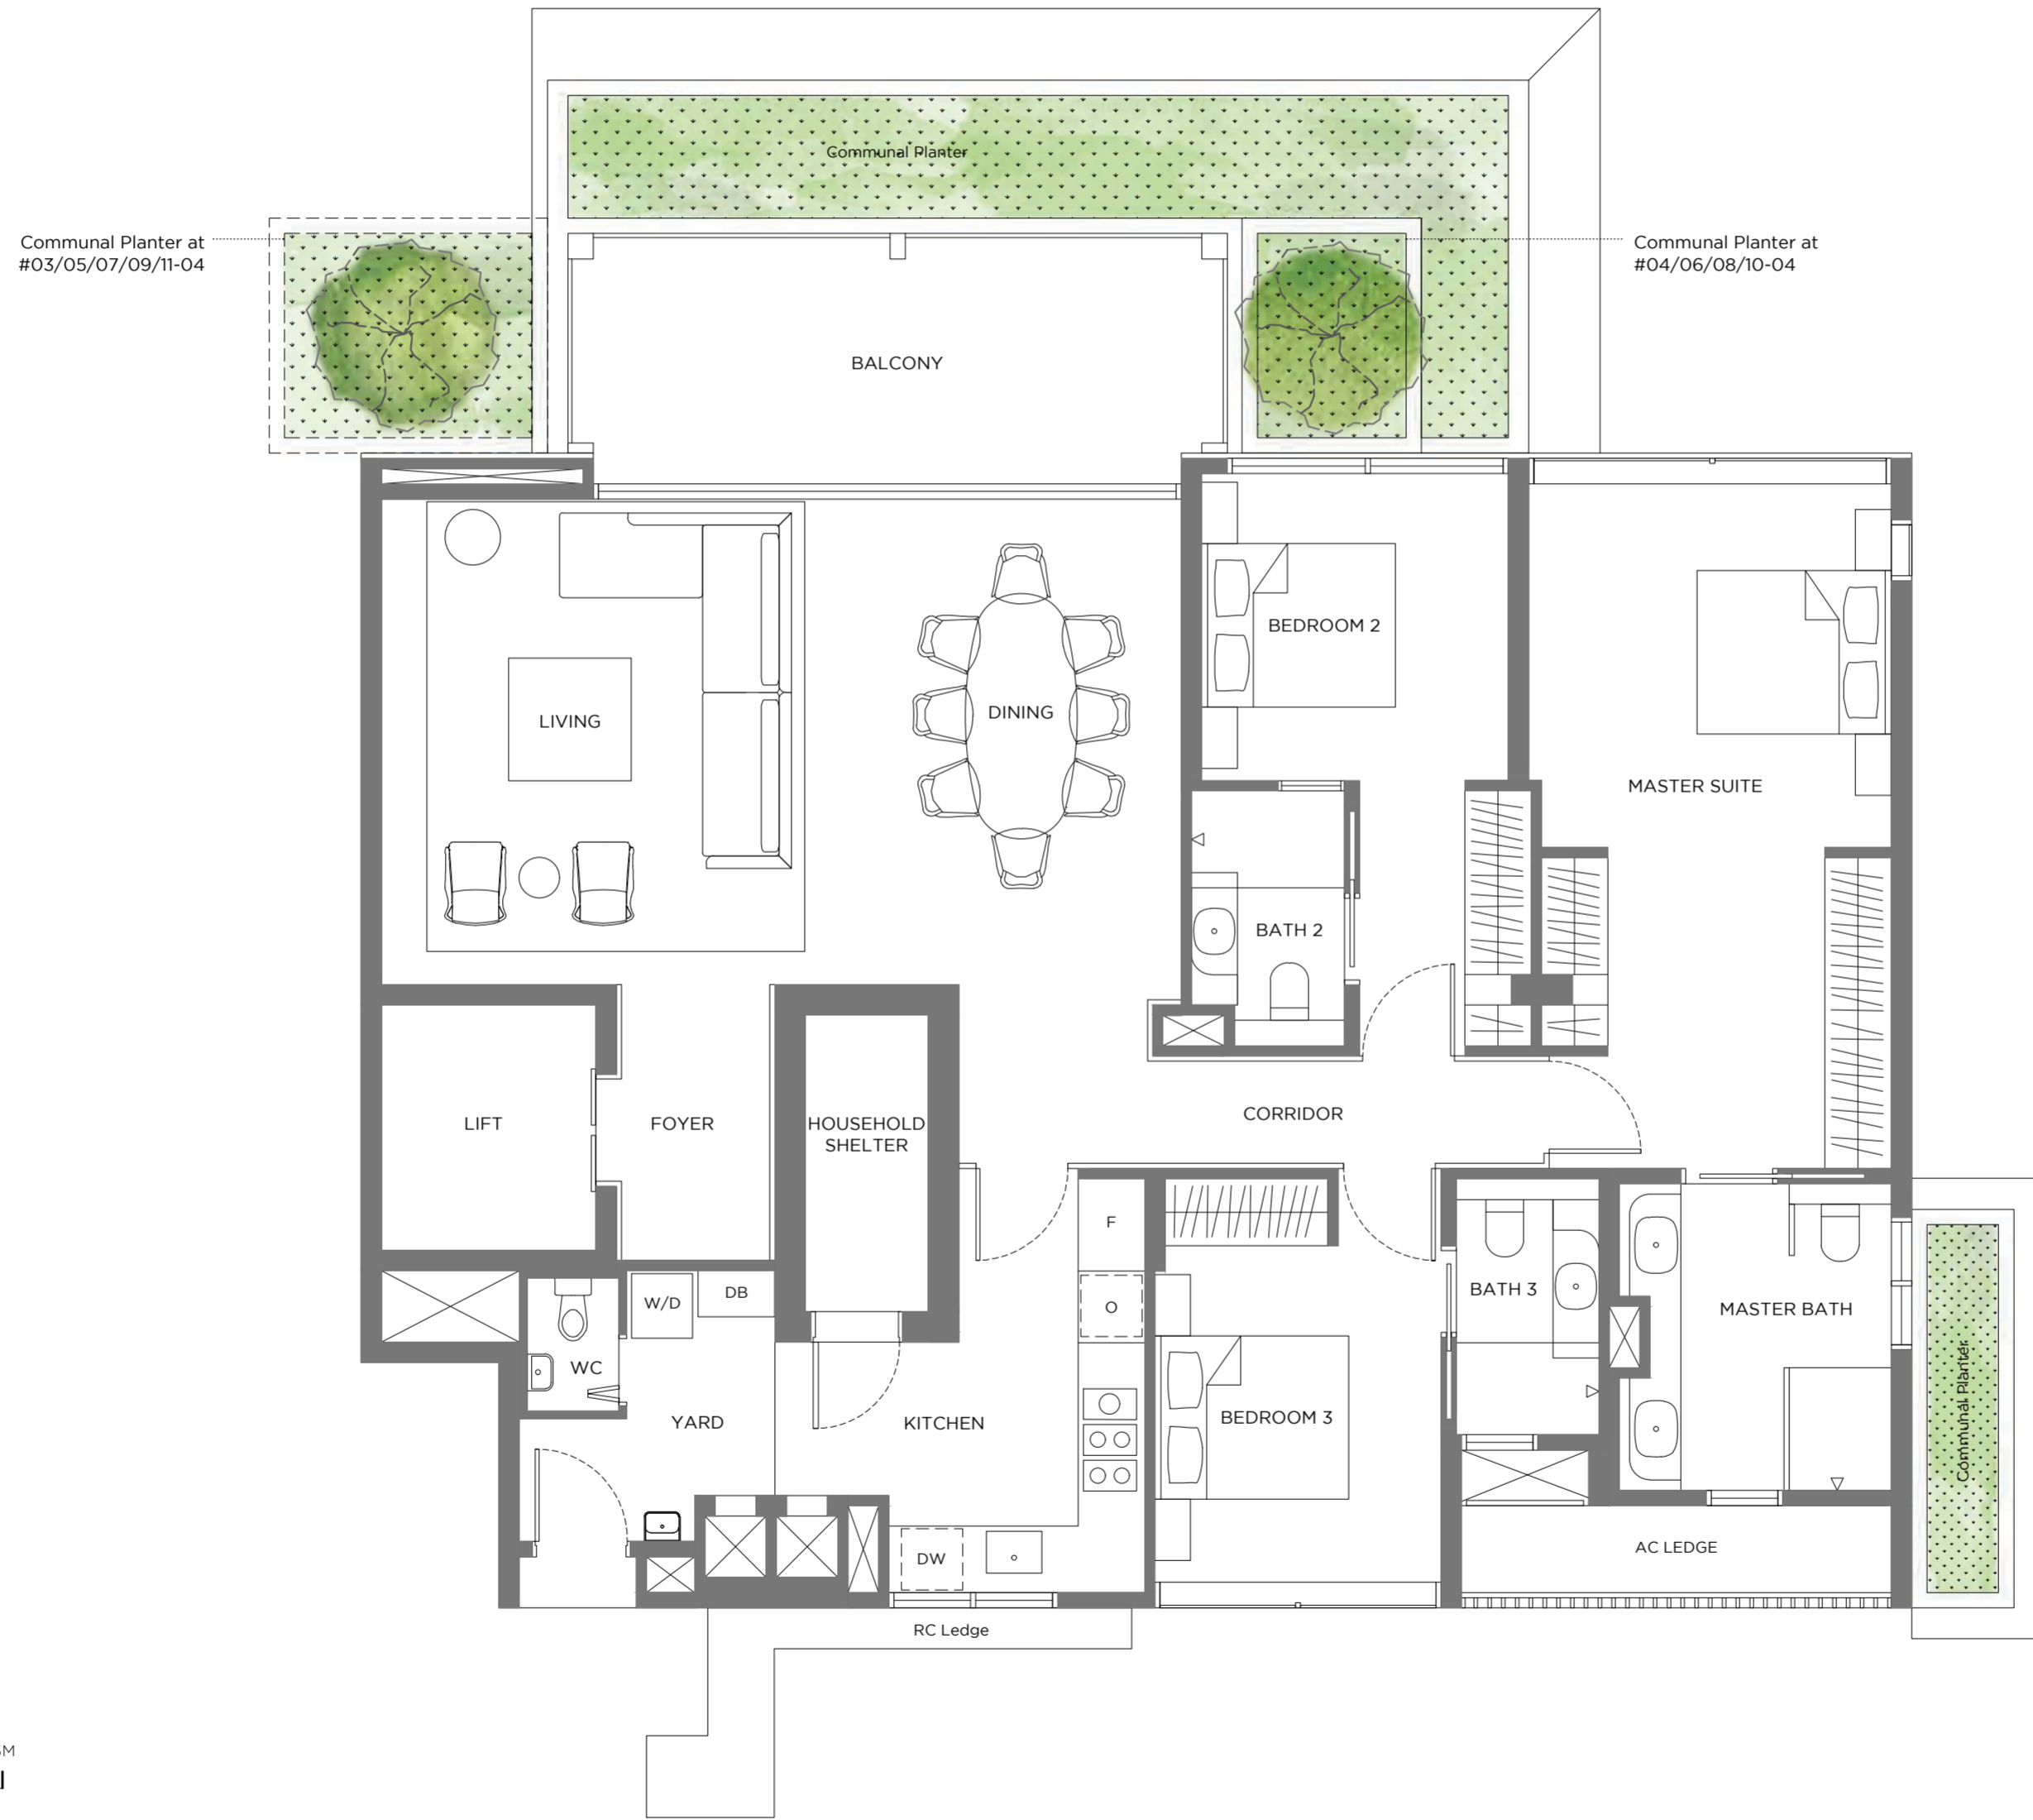 Communal Planter
Communal Planter at
#03/05/07/09/11-04
Communal Planter at
#04/06/08/10-04
BALCONY
BEDROOM 2
LIVING
DINING
MASTER SUITE
BATH 2
LIFT
FOYER
HOUSEHOLD
SHELTER
CORRIDOR
F
W/D
DB
O
BATH 3
MASTER BATH
WC
YARD
KITCHEN
BEDROOM 3
Communal Planter
DW
AC LEDGE
RC Ledge